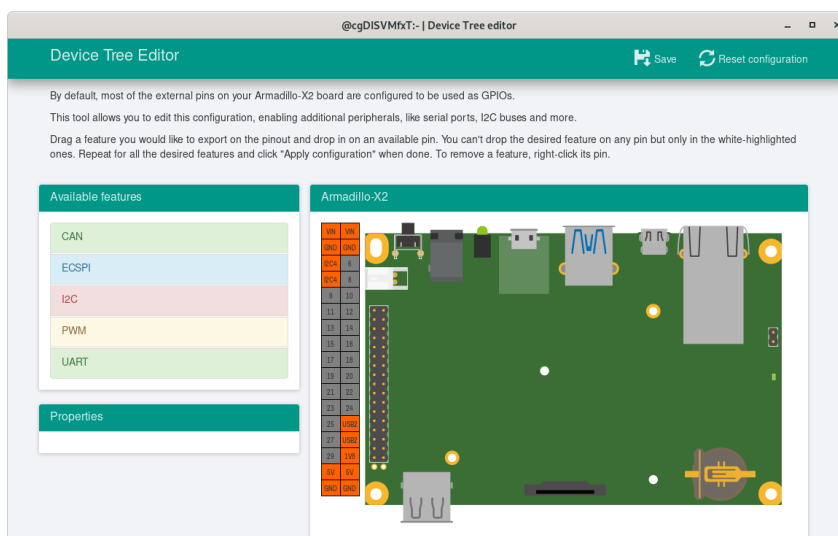 @cgDISVMfxT:- | Device Tree editor
Device Tree Editor
Save
Reset configuration
By default, most of the external pins on your Armadillo-X2 board are configured to be used as GPIOs.
This tool allows you to edit this configuration, enabling additional peripherals, like serial ports, I2C buses and more.
Drag a feature you would like to export on the pinout and drop in on an available pin. You can't drop the desired feature on any pin but only in the white-highlighted
ones. Repeat for all the desired features and click "Apply configuration" when done. To remove a feature, right-click its pin.
Available features
CAN
ECSPI
I2C
PWM
UART
Properties
Armadillo-X2
VIN VIN
GND GND
I2C4 6
I2C4 8
9 10
11 12
13 14
15 16
17 18
19 20
21 22
23 24
25 USB2
27 USB2
29 1V8
5V 5V
GND GND